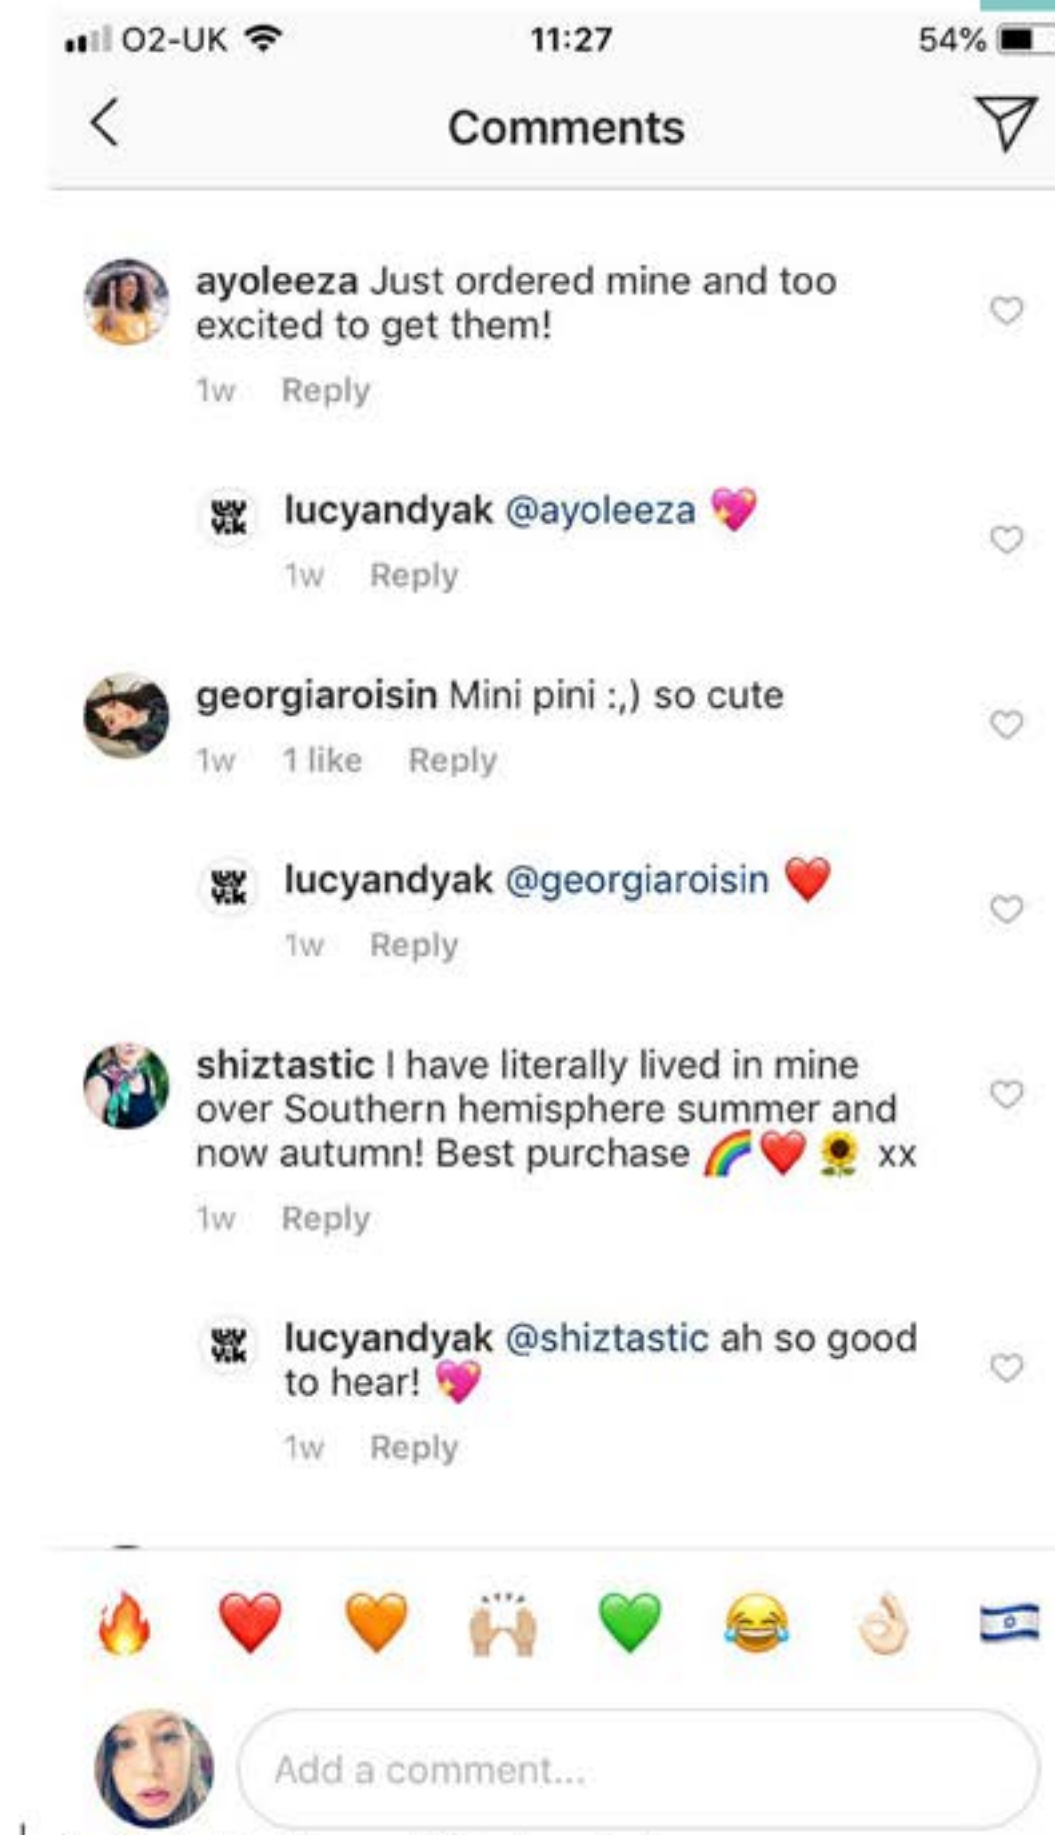 O2-UK 11:27 54%
Comments
ayoleeza Just ordered mine and too
excited to get them!
1w Reply
lucyandyak @ayoleeza 💖
1w Reply
georgiaroisin Mini pini :,) so cute
1w 1 like Reply
lucyandyak @georgiaroisin ❤️
1w Reply
shiztastic I have literally lived in mine
over Southern hemisphere summer and
now autumn! Best purchase 🌈❤️🌻 xx
1w Reply
lucyandyak @shiztastic ah so good
to hear! 💖
1w Reply
Add a comment...